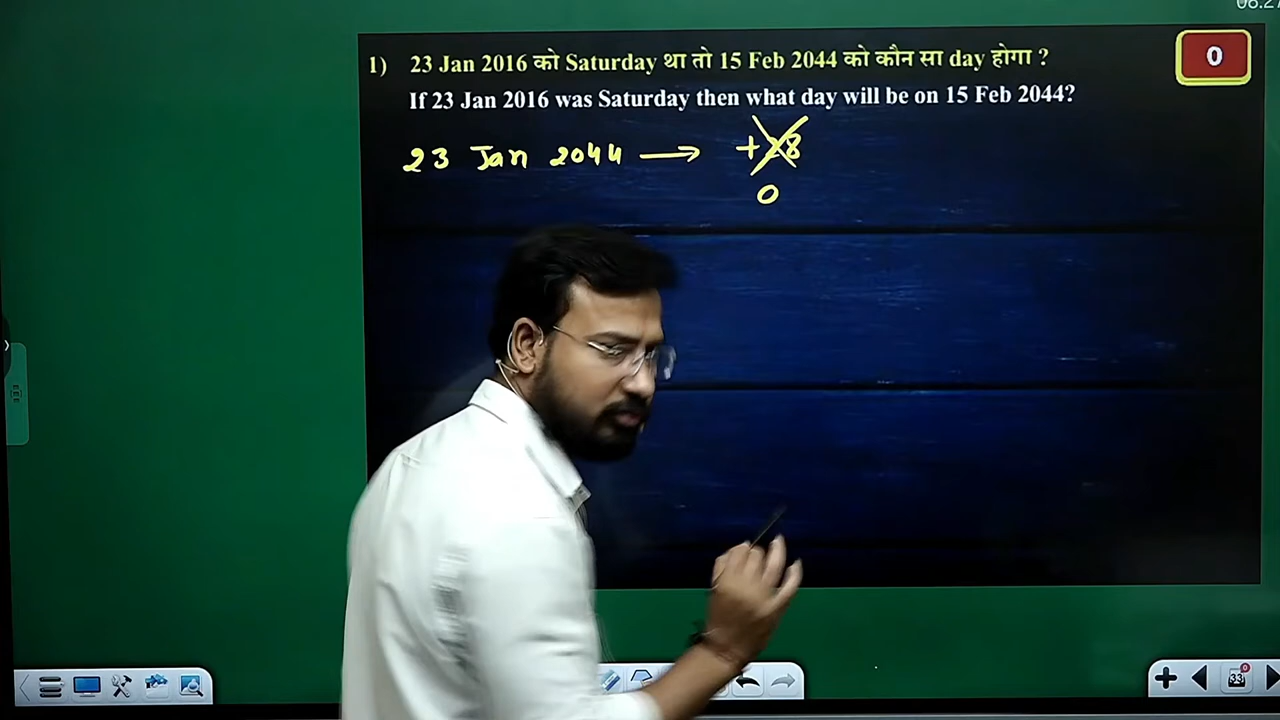 0
1) 23 Jan 2016 को Saturday था तो 15 Feb 2044 को कौन सा day होगा ?
If 23 Jan 2016 was Saturday then what day will be on 15 Feb 2044?
23 Jan 2044 → +28
0
33